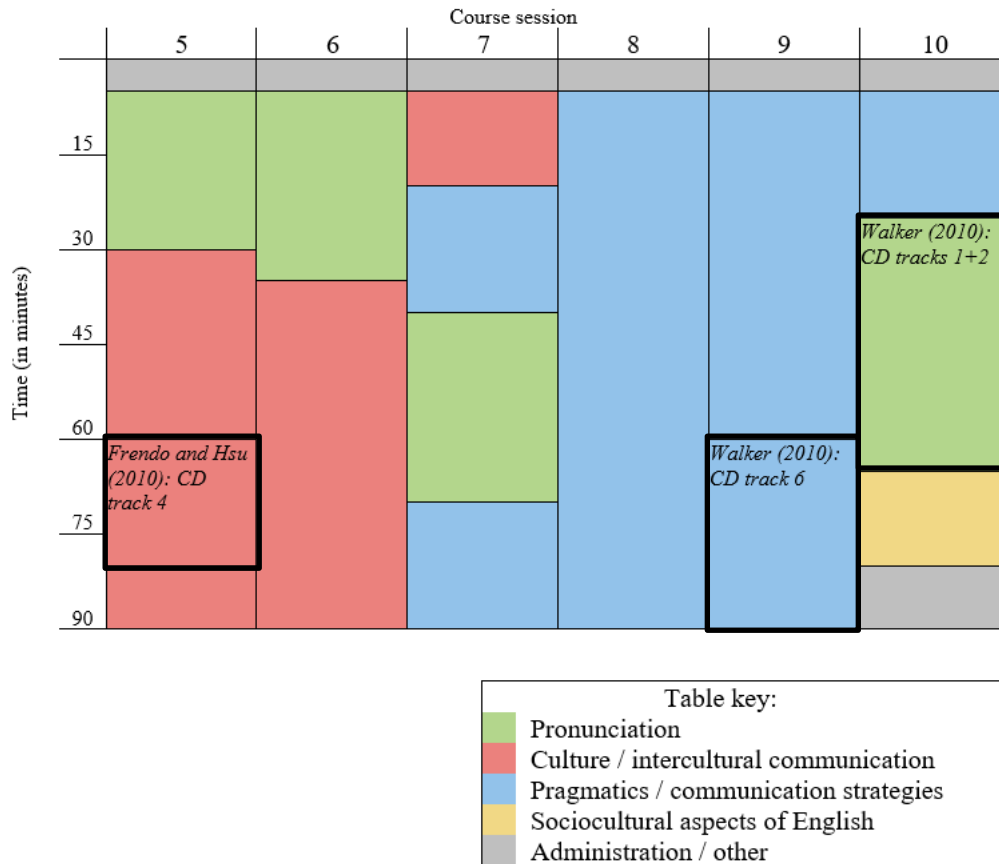 Course session
5 6 7 8 9 10
Time (in minutes)
15
30
45
60
75
90
Frendo and Hsu
(2010): CD
track 4
Walker (2010):
CD track 6
Walker (2010):
CD tracks 1+2
Table key:
Pronunciation
Culture / intercultural communication
Pragmatics / communication strategies
Sociocultural aspects of English
Administration / other